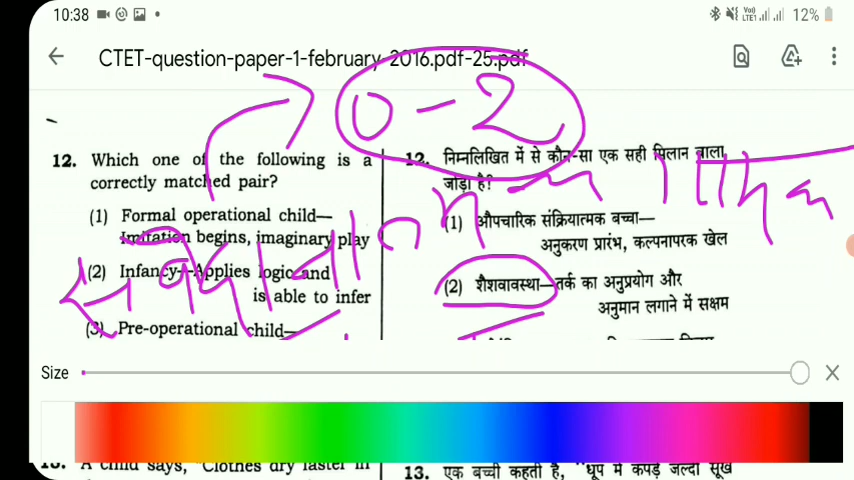 10:38
Vo))
LTE1
12%
CTET-question-paper-1-february-2016.pdf-25.pdf
0-2
12. Which one of the following is a
correctly matched pair?
(1) Formal operational child—
Imitation begins, imaginary play
(2) Infancy—Applies logic and
is able to infer
(3) Pre-operational child—
12. निम्नलिखित में से कौन-सा एक सही मिलान वाला
जोड़ा है?
(1) औपचारिक संक्रियात्मक बच्चा—
अनुकरण प्रारंभ, कल्पनापरक खेल
(2) शैशवावस्था—तर्क का अनुप्रयोग और
अनुमान लगाने में सक्षम
Size
A child says, "Clothes dry faster in
13. एक बच्ची कहती है, "धूप में कपड़े जल्दी सूख